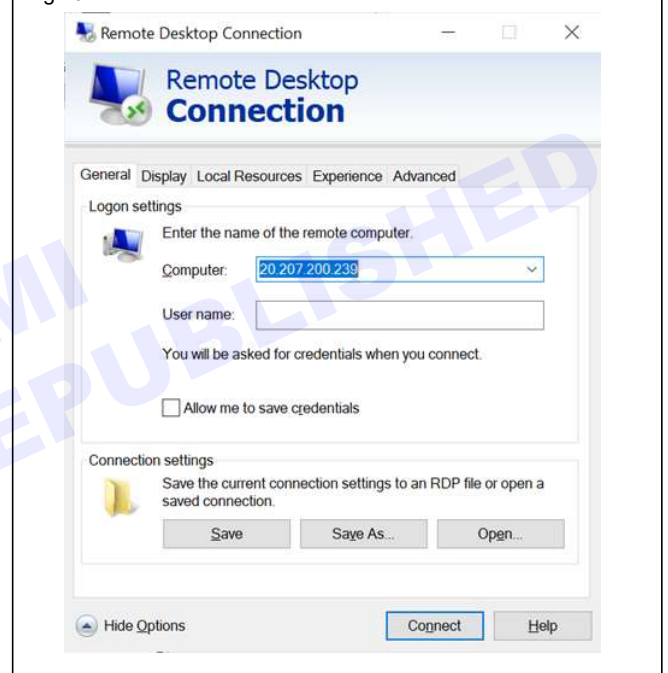 Remote Desktop Connection
Remote Desktop
Connection
General Display Local Resources Experience Advanced
Logon settings
Enter the name of the remote computer.
Computer: 20.207.200.239
User name:
You will be asked for credentials when you connect.
Allow me to save credentials
Connection settings
Save the current connection settings to an RDP file or open a
saved connection.
Save Save As... Open...
Hide Options Connect Help